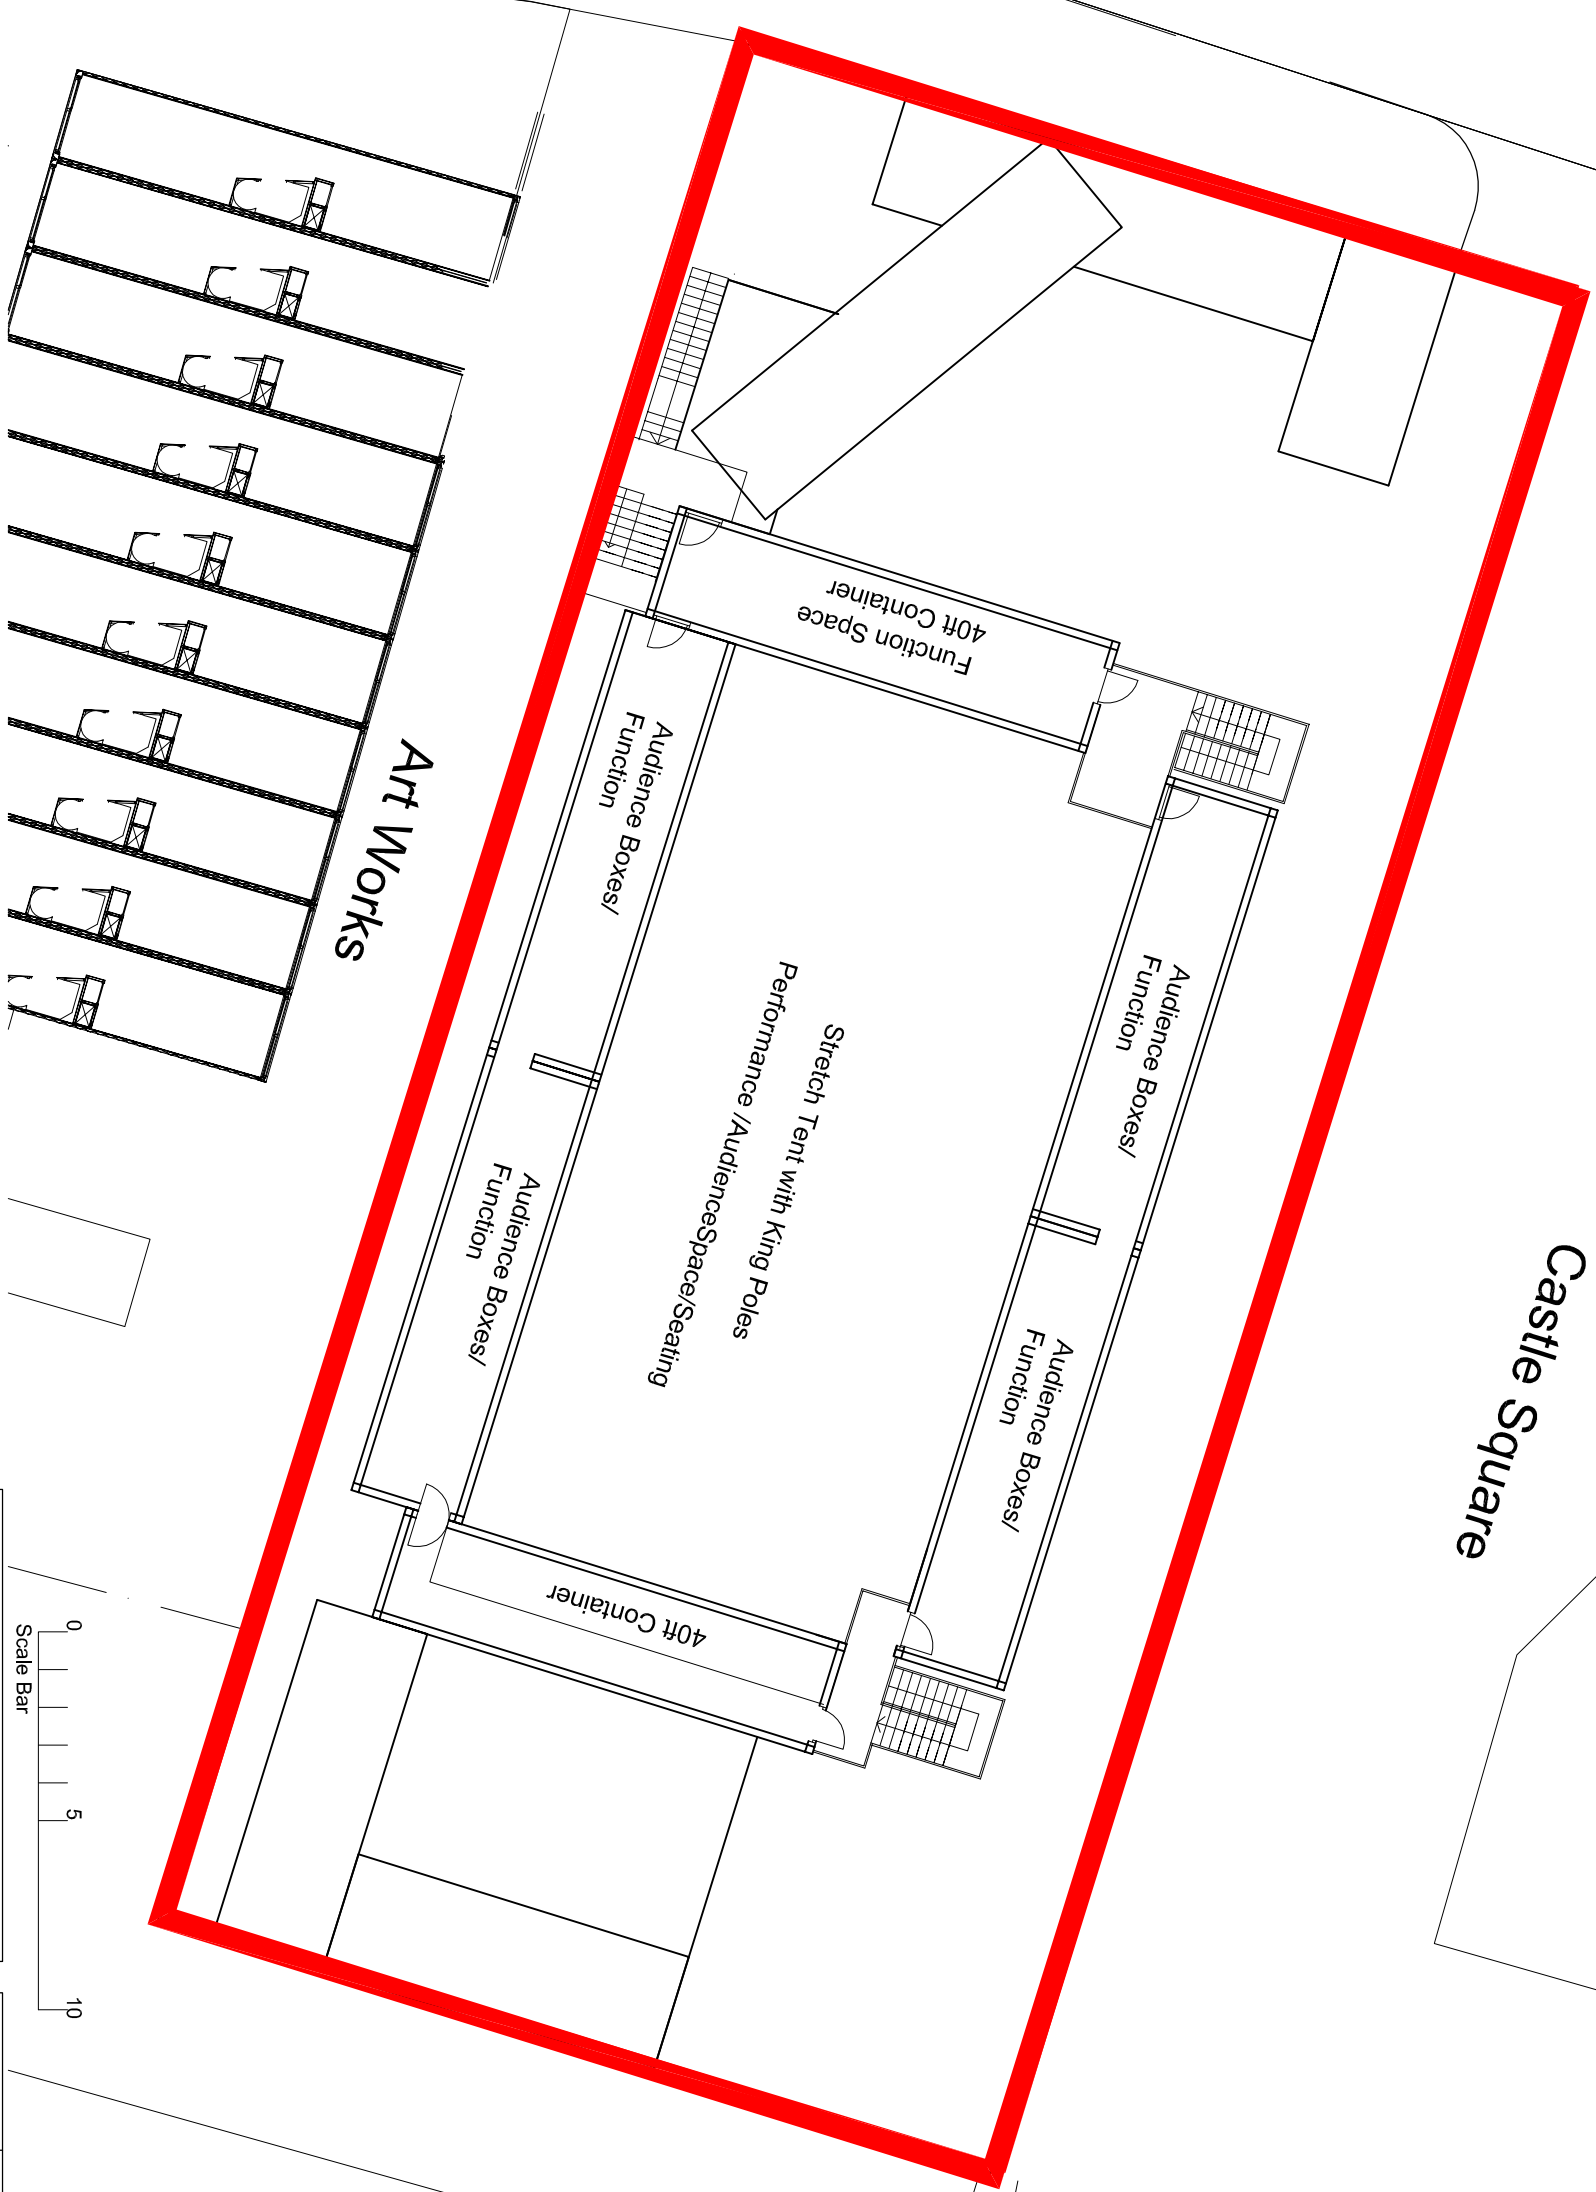 Castle Square
Function Space
40ft Container
Audience Boxes/
Function
Audience Boxes/
Function
Audience Boxes/
Function
Audience Boxes/
Function
Stretch Tent with King Poles
Performance /AudienceSpace/Seating
40ft Container
Art Works
0
5
10
Scale Bar